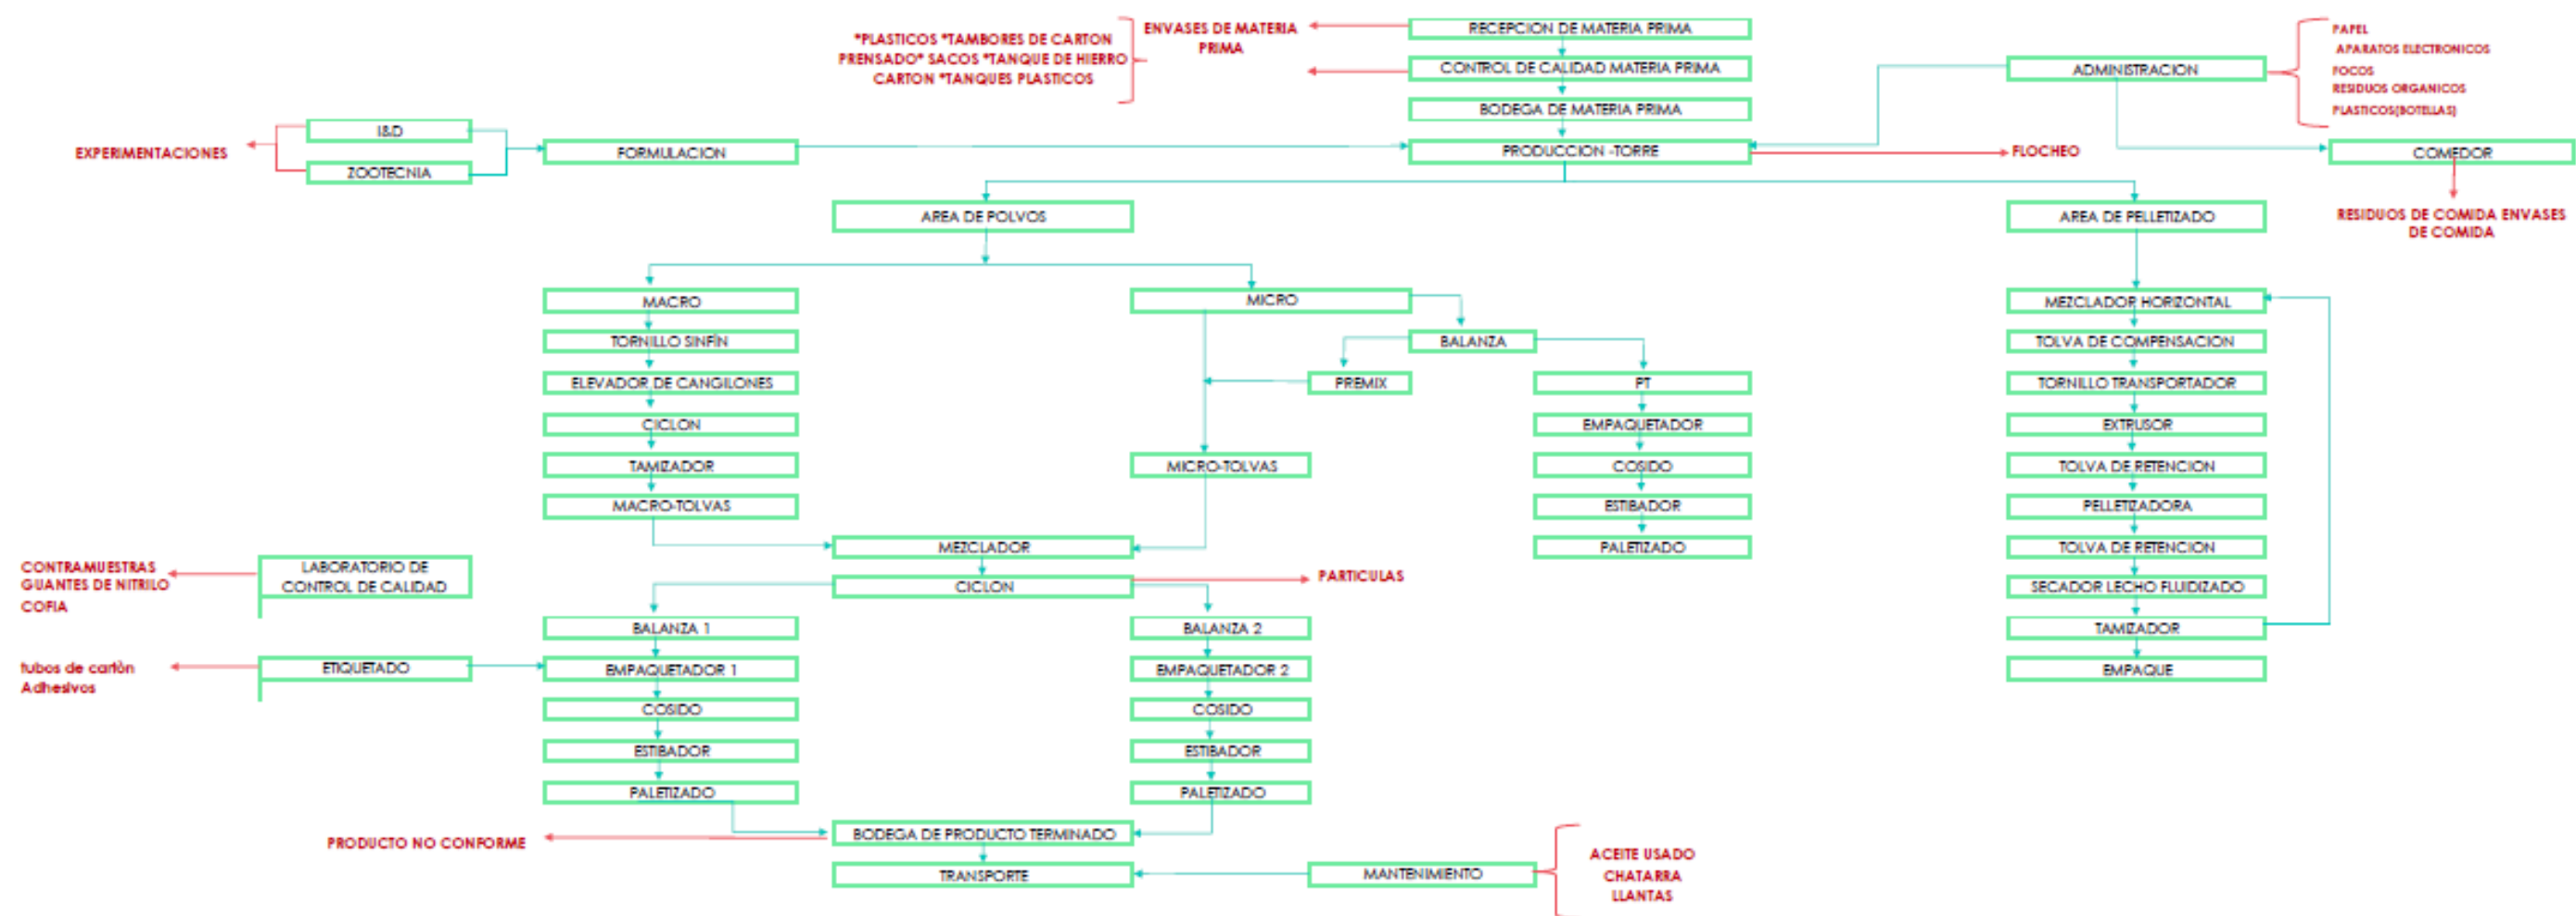 ENVASES DE MATERIA
PRIMA
*PLASTICOS *TAMBORES DE CARTON
PRENSADO* SACOS *TANQUE DE HIERRO
CARTON *TANQUES PLASTICOS
RECEPCION DE MATERIA PRIMA
CONTROL DE CALIDAD MATERIA PRIMA
BODEGA DE MATERIA PRIMA
PRODUCCION -TORRE
FLOCHEO
ADMINISTRACION
PAPEL
APARATOS ELECTRONICOS
FOCOS
RESIDUOS ORGANICOS
PLASTICOS(BOTELLAS)
COMEDOR
RESIDUOS DE COMIDA ENVASES
DE COMIDA
I&D
ZOOTECNIA
EXPERIMENTACIONES
FORMULACION
AREA DE POLVOS
AREA DE PELLETIZADO
MACRO
TORNILLO SINFÍN
ELEVADOR DE CANGILONES
CICLON
TAMIZADOR
MACRO-TOLVAS
MICRO
BALANZA
PREMIX
PT
EMPAQUETADOR
COSIDO
ESTIBADOR
PALETIZADO
MICRO-TOLVAS
MEZCLADOR HORIZONTAL
TOLVA DE COMPENSACION
TORNILLO TRANSPORTADOR
EXTRUSOR
TOLVA DE RETENCION
PELLETIZADORA
TOLVA DE RETENCION
SECADOR LECHO FLUIDIZADO
TAMIZADOR
EMPAQUE
MEZCLADOR
CICLON
PARTICULAS
CONTRAMUESTRAS
GUANTES DE NITRILO
COFIA
LABORATORIO DE
CONTROL DE CALIDAD
tubos de cartòn
Adhesivos
ETIQUETADO
BALANZA 1
EMPAQUETADOR 1
COSIDO
ESTIBADOR
PALETIZADO
BALANZA 2
EMPAQUETADOR 2
COSIDO
ESTIBADOR
PALETIZADO
PRODUCTO NO CONFORME
BODEGA DE PRODUCTO TERMINADO
TRANSPORTE
MANTENIMIENTO
ACEITE USADO
CHATARRA
LLANTAS